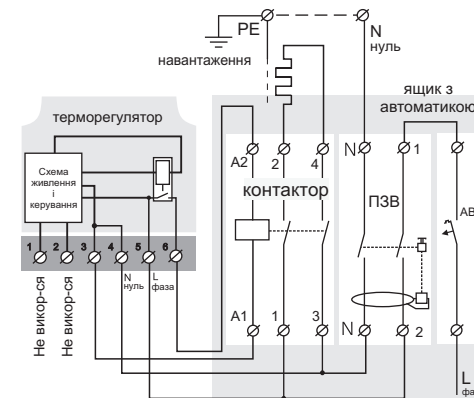 PE
N
нуль
навантаження
ящик з
автоматикою
терморегулятор
A2
2
4
N
1
Схема
живлення
і
керування
контактор
ПЗВ
АВ
1
2
3
4
5
6
Не викор-ся
Не викор-ся
N
нуль
L
фаза
A1
1
3
N
2
L